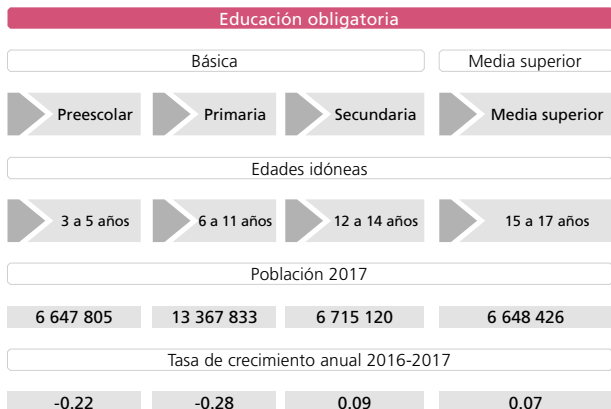 Educación obligatoria
Básica Media superior
Preescolar Primaria Secundaria Media superior
Edades idóneas
3 a 5 años 6 a 11 años 12 a 14 años 15 a 17 años
Población 2017
6 647 805 13 367 833 6 715 120 6 648 426
Tasa de crecimiento anual 2016-2017
-0.22 -0.28 0.09 0.07